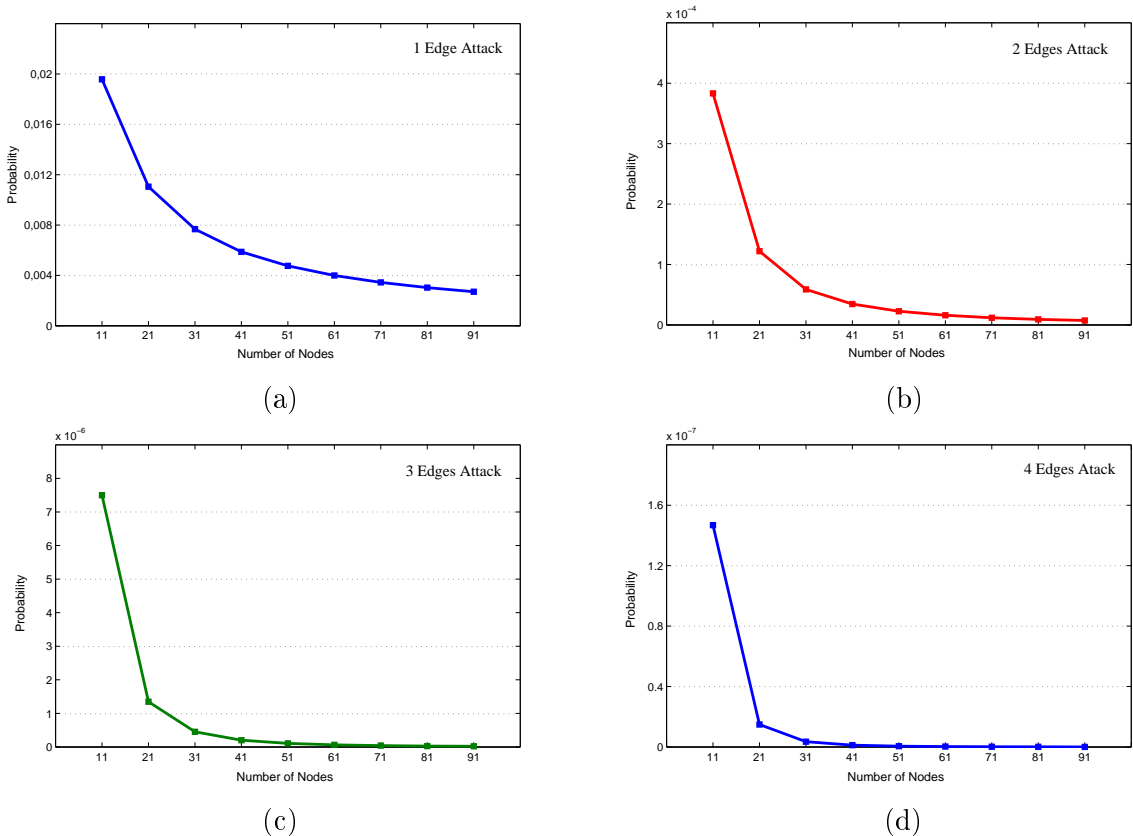 1 Edge Attack
0,02
0,016
0,012
0,008
0,004
0
Probability
11 21 31 41 51 61 71 81 91
Number of Nodes
(a)
x 10⁻⁴
2 Edges Attack
4
3
2
1
0
Probability
11 21 31 41 51 61 71 81 91
Number of Nodes
(b)
x 10⁻⁶
3 Edges Attack
8
7
6
5
4
3
2
1
0
Probability
11 21 31 41 51 61 71 81 91
Number of Nodes
(c)
x 10⁻⁷
4 Edges Atack
1.6
1.2
0.8
0.4
0
Probability
11 21 31 41 51 61 71 81 91
Number of Nodes
(d)